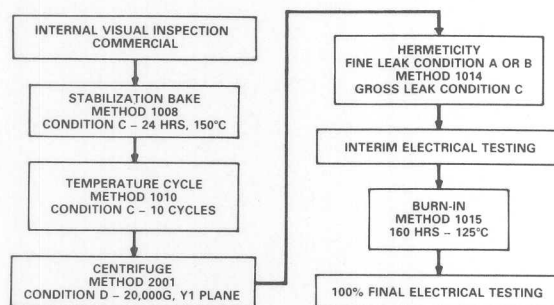 INTERNAL VISUAL INSPECTION
COMMERCIAL
STABILIZATION BAKE
METHOD 1008
CONDITION C – 24 HRS, 150°C
TEMPERATURE CYCLE
METHOD 1010
CONDITION C – 10 CYCLES
CENTRIFUGE
METHOD 2001
CONDITION D – 20,000G, Y1 PLANE
HERMETICITY
FINE LEAK CONDITION A OR B
METHOD 1014
GROSS LEAK CONDITION C
INTERIM ELECTRICAL TESTING
BURN-IN
METHOD 1015
160 HRS – 125°C
100% FINAL ELECTRICAL TESTING